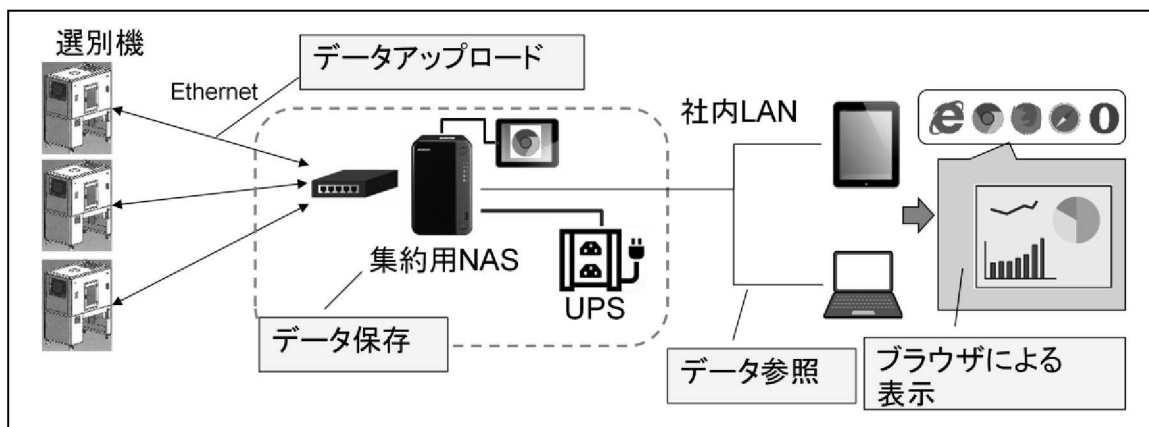 選別機
データアップロード
Ethernet
社内LAN
集約用NAS
UPS
データ保存
データ参照
ブラウザによる
表示